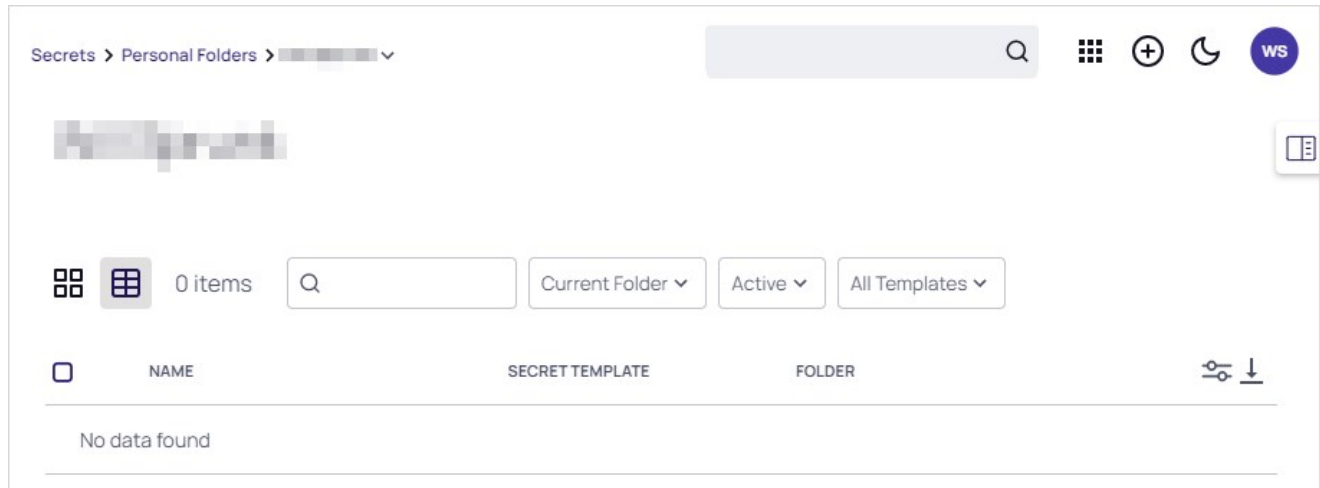 Secrets > Personal Folders >
WS
0 items
Current Folder
Active
All Templates
NAME
SECRET TEMPLATE
FOLDER
No data found